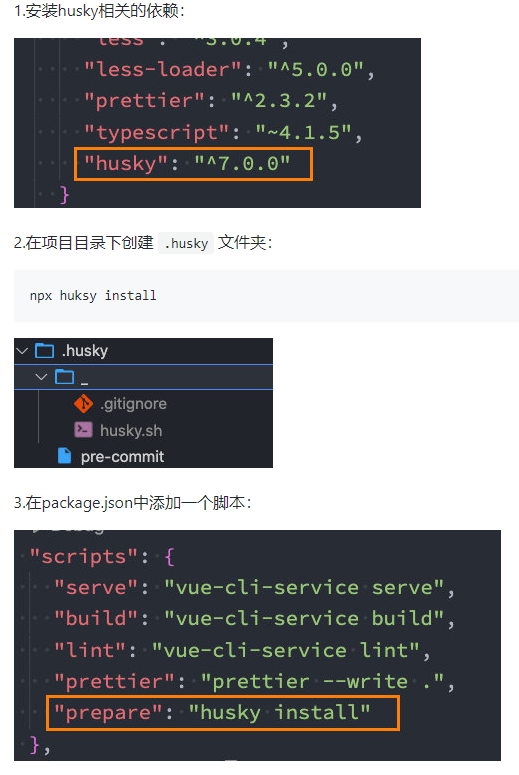 1.安装husky相关的依赖：
"less": "^3.0.4",
"less-loader": "^5.0.0",
"prettier": "^2.3.2",
"typescript": "~4.1.5",
"husky": "^7.0.0"
}
2.在项目目录下创建 .husky 文件夹：
npx huksy install
.husky
_
.gitignore
husky.sh
pre-commit
3.在package.json中添加一个脚本：
"scripts": {
"serve": "vue-cli-service serve",
"build": "vue-cli-service build",
"lint": "vue-cli-service lint",
"prettier": "prettier --write .",
"prepare": "husky install"
},